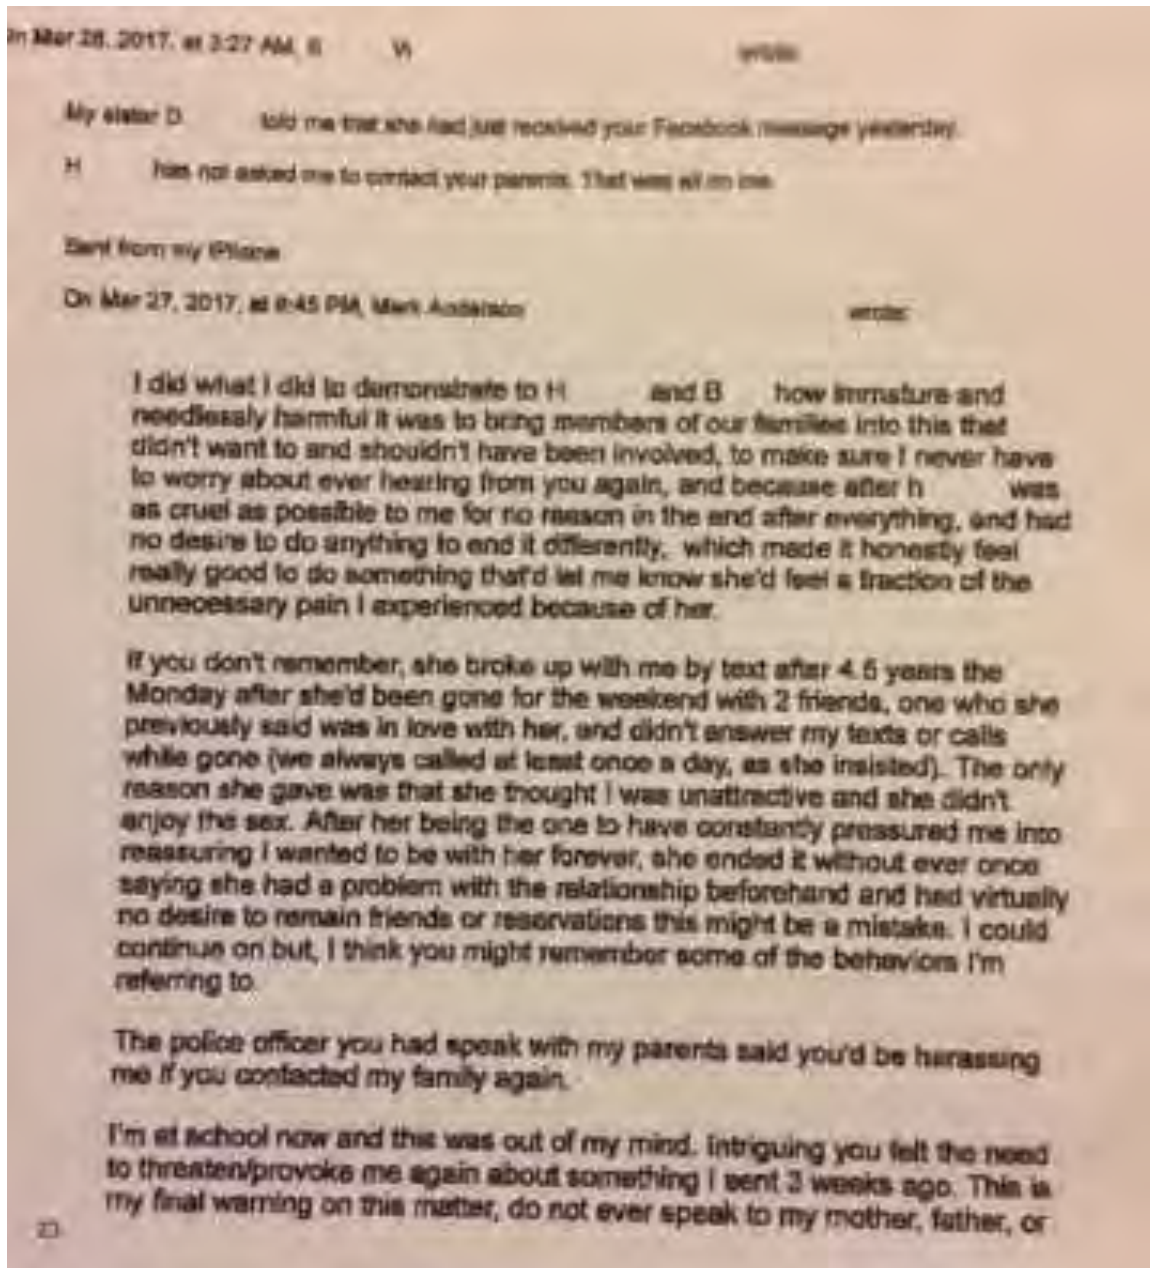 On Mar 28, 2017, at 3:27 AM, B W wrote:
My sister D told me that she had just received your Facebook message yesterday.
H has not asked me to contact your parents. That was all on me.
Sent from my iPhone
On Mar 27, 2017, at 8:45 PM, Mark Anderson wrote:
I did what I did to demonstrate to H and B how immature and
needlessly harmful it was to bring members of our families into this that
didn't want to and shouldn't have been involved, to make sure I never have
to worry about ever hearing from you again, and because after h was
as cruel as possible to me for no reason in the end after everything, and had
no desire to do anything to end it differently, which made it honestly feel
really good to do something that'd let me know she'd feel a fraction of the
unnecessary pain I experienced because of her.
If you don't remember, she broke up with me by text after 4.5 years the
Monday after she'd been gone for the weekend with 2 friends, one who she
previously said was in love with her, and didn't answer my texts or calls
while gone (we always called at least once a day, as she insisted). The only
reason she gave was that she thought I was unattractive and she didn't
enjoy the sex. After her being the one to have constantly pressured me into
reassuring I wanted to be with her forever, she ended it without ever once
saying she had a problem with the relationship beforehand and had virtually
no desire to remain friends or reservations this might be a mistake. I could
continue on but, I think you might remember some of the behaviors I'm
referring to.
The police officer you had speak with my parents said you'd be harassing
me if you contacted my family again.
I'm at school now and this was out of my mind. Intriguing you felt the need
to threaten/provoke me again about something I sent 3 weeks ago. This is
my final warning on this matter, do not ever speak to my mother, father, or
23